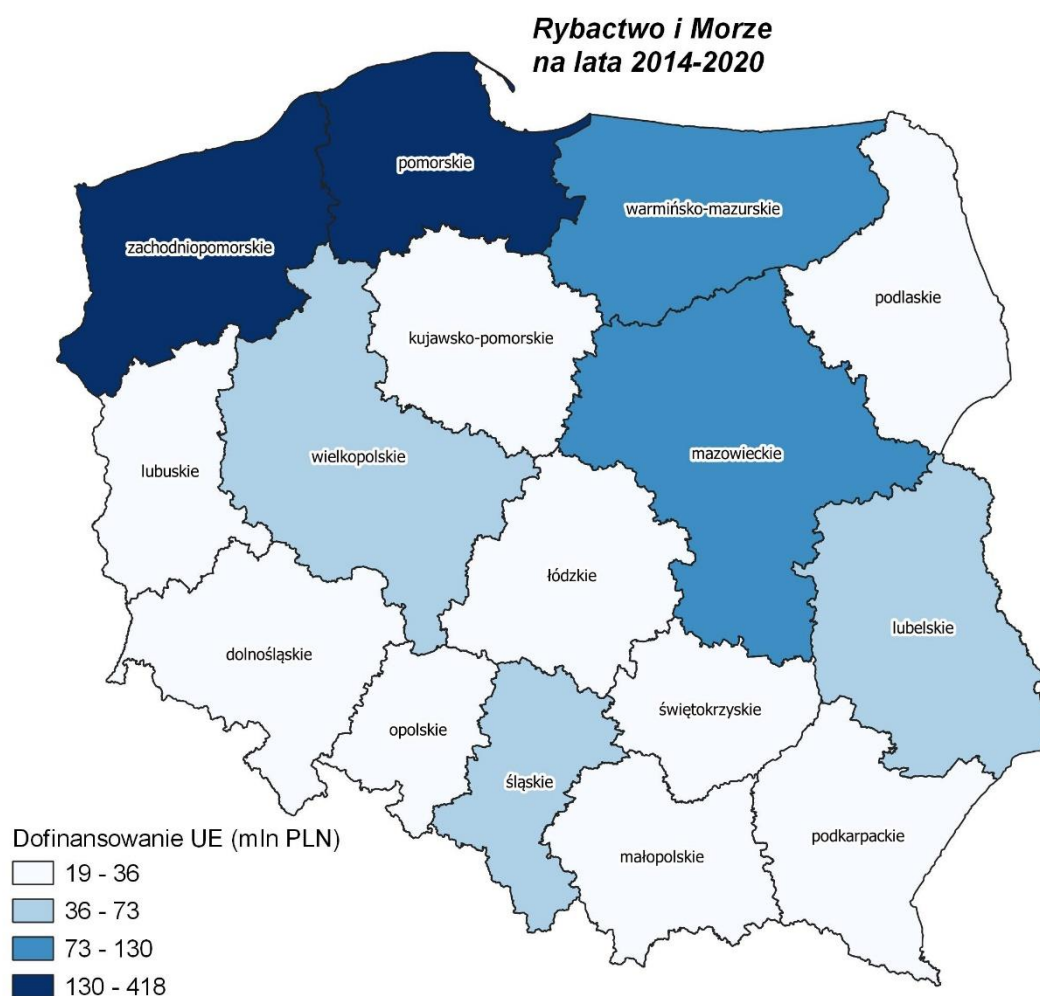 Rybactwo i Morze
na lata 2014-2020
pomorskie
warmińsko-mazurskie
zachodniopomorskie
podlaskie
kujawsko-pomorskie
mazowieckie
wielkopolskie
lubuskie
łódzkie
lubelskie
dolnośląskie
świętokrzyskie
opolskie
śląskie
podkarpackie
małopolskie
Dofinansowanie UE (mln PLN)
19 - 36
36 - 73
73 - 130
130 - 418